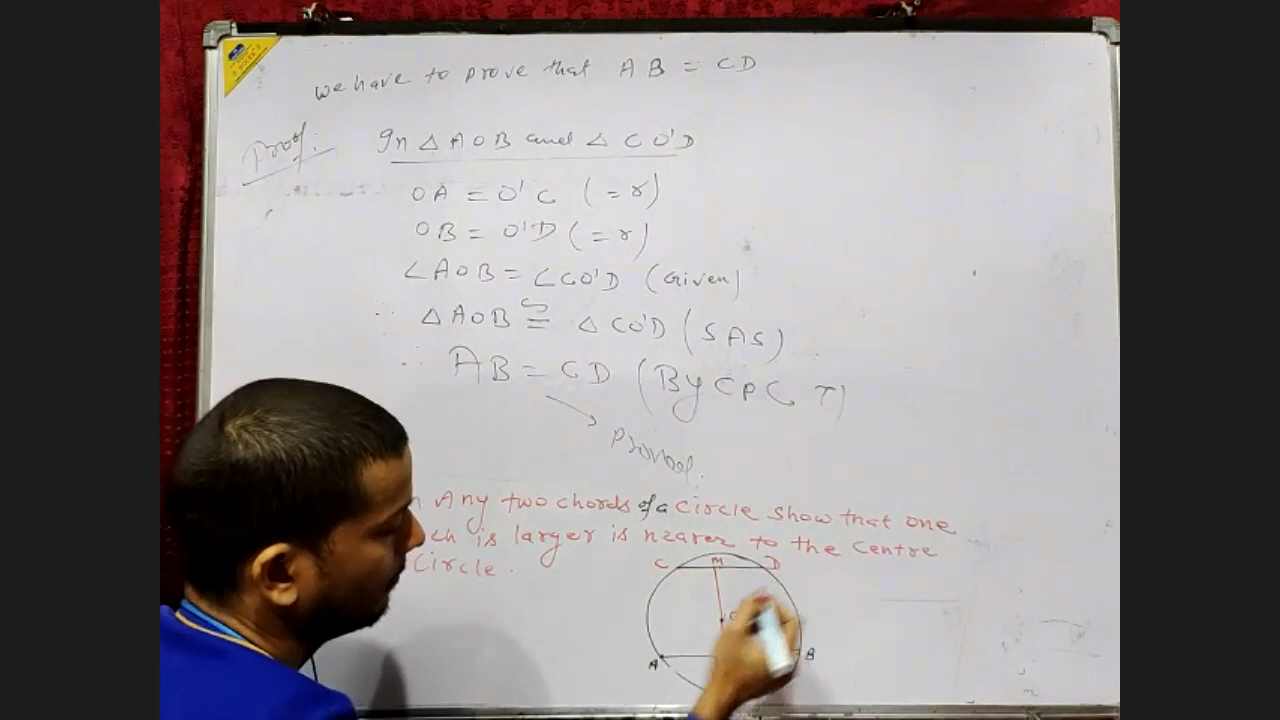 we have to prove that AB = CD
Proof.
In △AOB and △CO'D
OA = O'C (=r)
OB = O'D (=r)
∠AOB = ∠CO'D (Given)
∴ △AOB ≅ △CO'D (SAS)
∴ AB = CD (By CPCT)
Proved.
Any two chords of a circle show that one
is larger is nearer to the centre
Circle.
C M D
A B